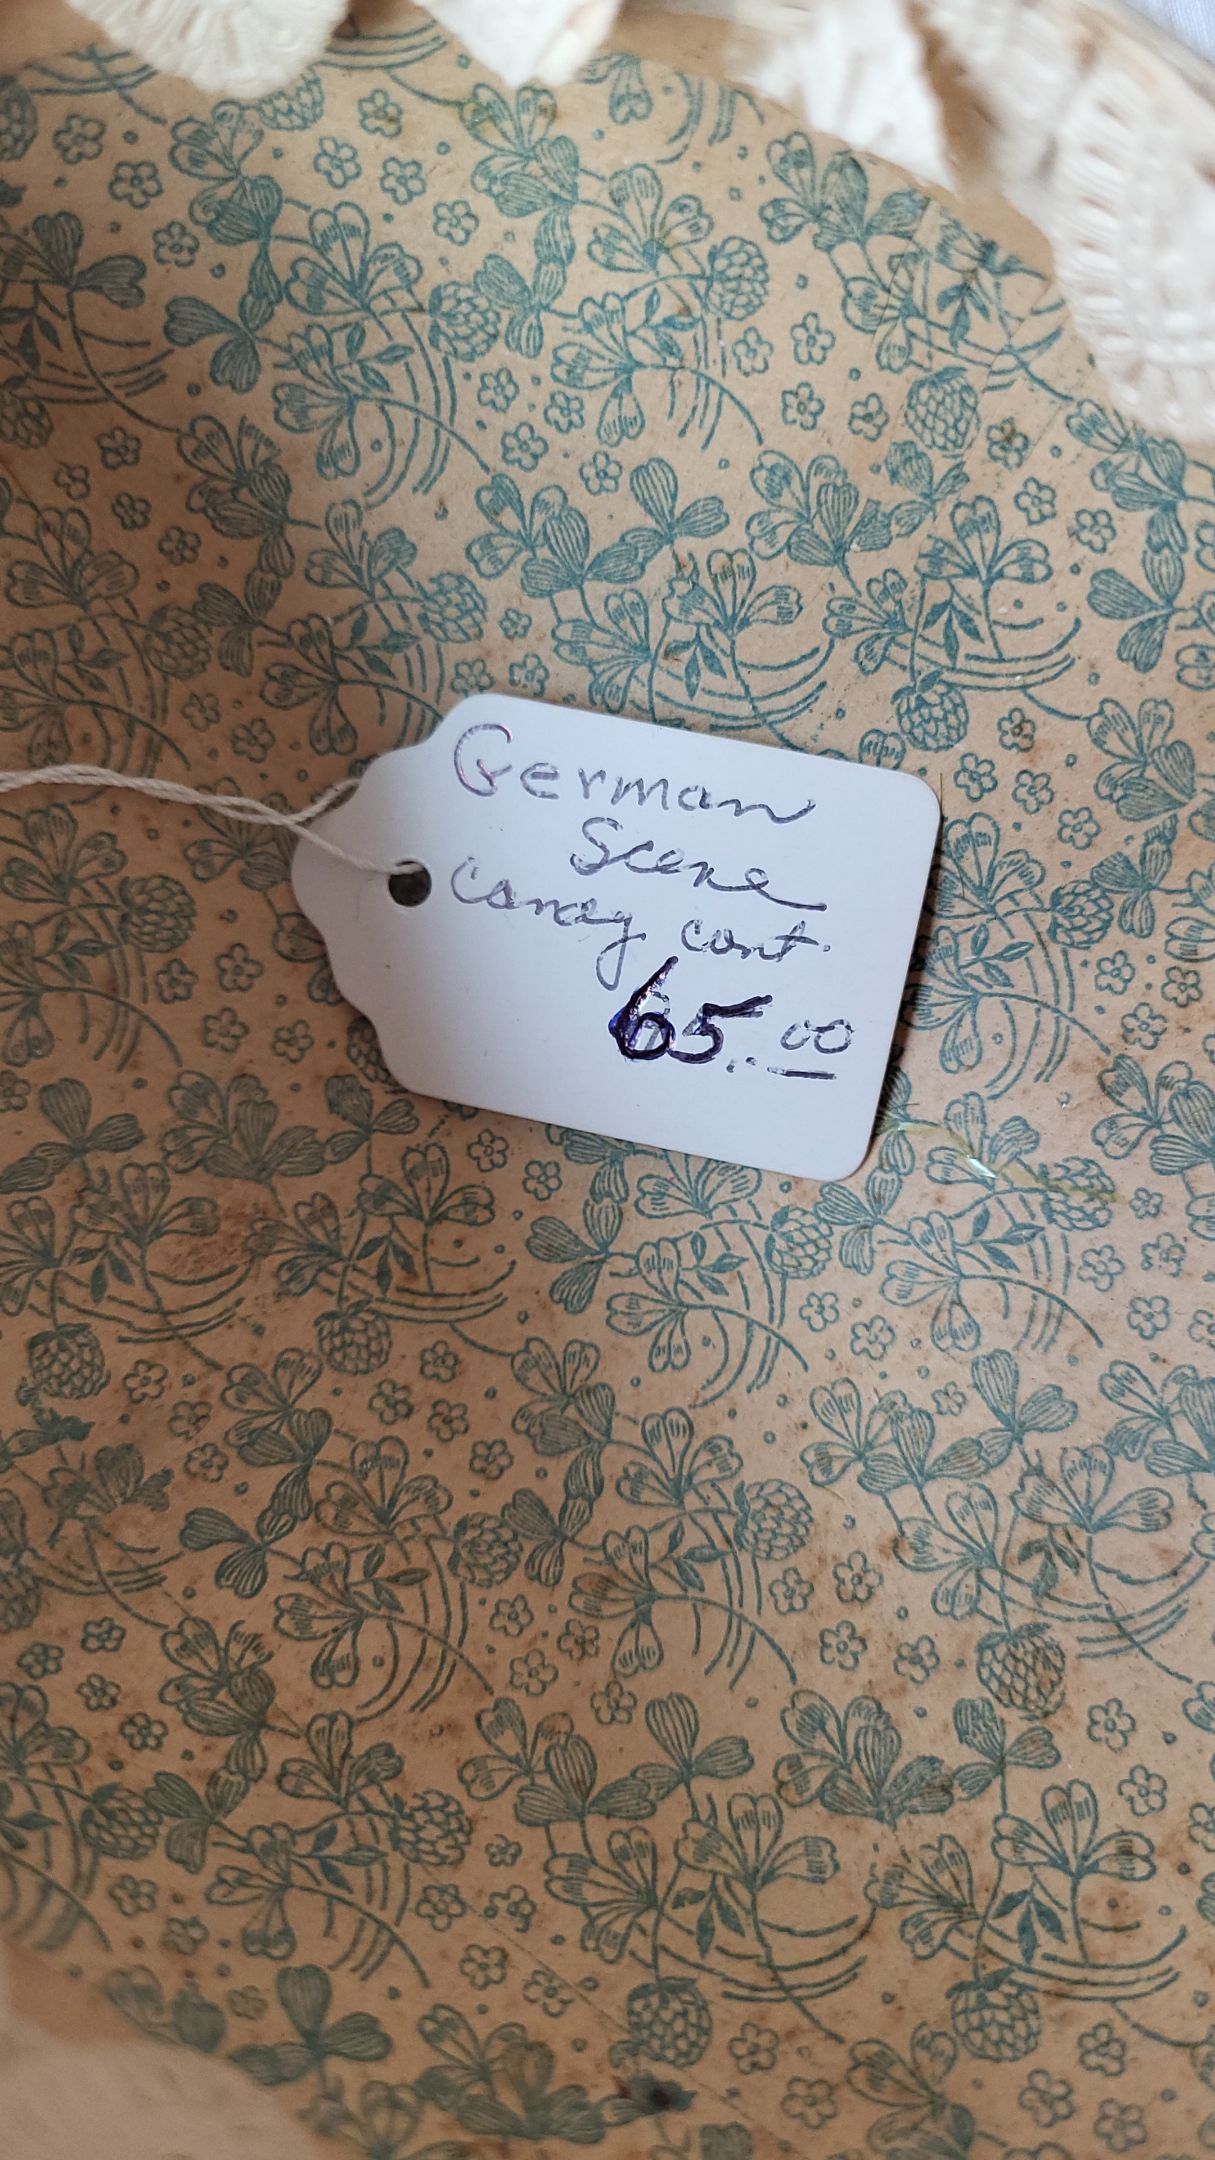 German
Scene
candy cont.
65.00